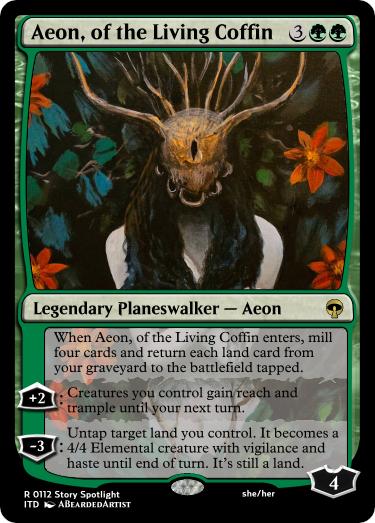 Aeon, of the Living Coffin 3
Legendary Planeswalker — Aeon
When Aeon, of the Living Coffin enters, mill
four cards and return each land card from
your graveyard to the battlefield tapped.
+2: Creatures you control gain reach and
trample until your next turn.
-3: Untap target land you control. It becomes a
4/4 Elemental creature with vigilance and
haste until end of turn. It's still a land.
4
R 0112 Story Spotlight she/her
ITD ABeardedArtist